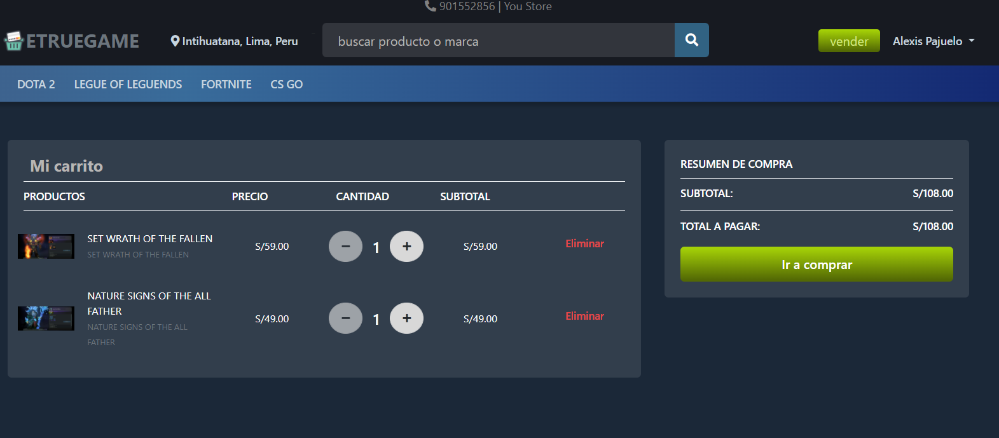 901552856 | You Store
ETRUEGAME
Intihuatana, Lima, Peru
buscar producto o marca
vender
Alexis Pajuelo
DOTA 2 LEGUE OF LEGUENDS FORTNITE CS GO
Mi carrito
PRODUCTOS PRECIO CANTIDAD SUBTOTAL
SET WRATH OF THE FALLEN
SET WRATH OF THE FALLEN
S/59.00 − 1 + S/59.00 Eliminar
NATURE SIGNS OF THE ALL
FATHER
NATURE SIGNS OF THE ALL
FATHER
S/49.00 − 1 + S/49.00 Eliminar
RESUMEN DE COMPRA
SUBTOTAL: S/108.00
TOTAL A PAGAR: S/108.00
Ir a comprar